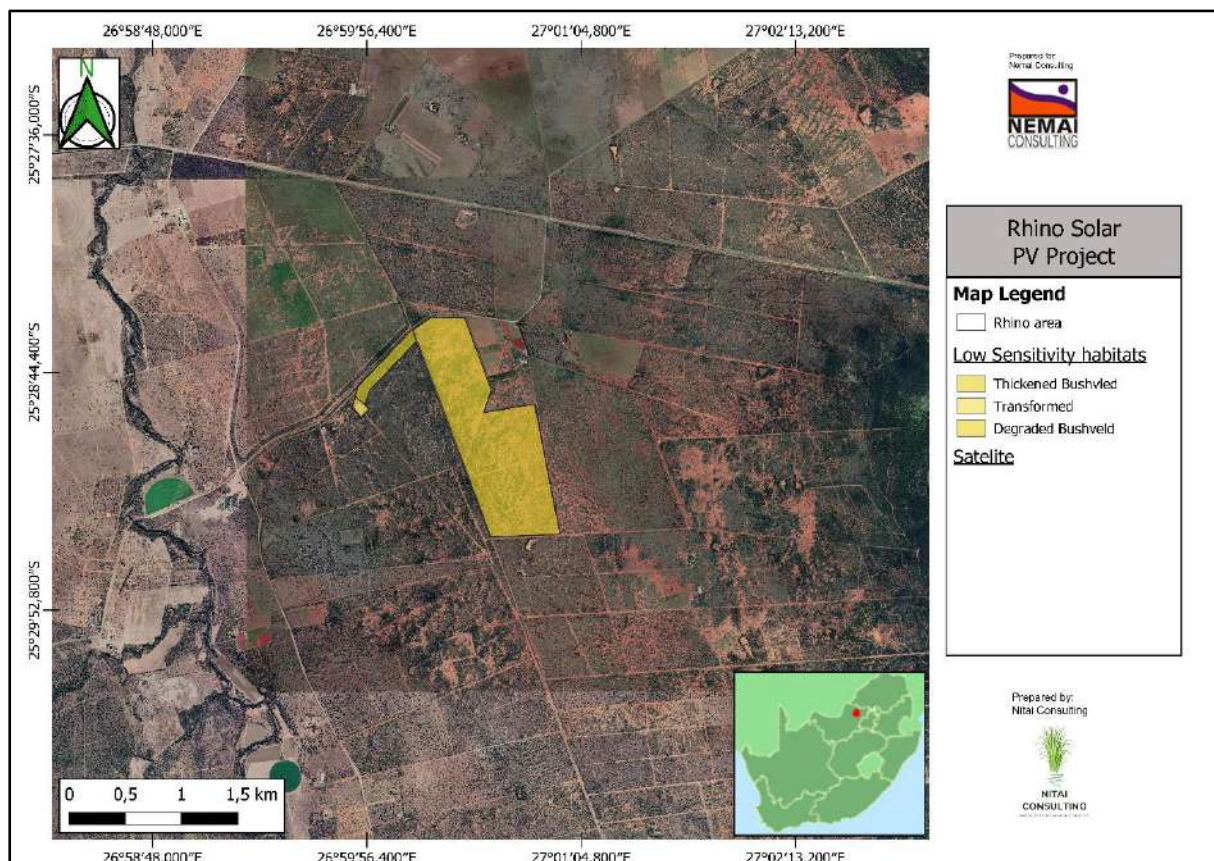 26°58'48,000"E 26°59'56,400"E 27°01'04,800"E 27°02'13,200"E
N
25°27'36,000"S
25°28'44,400"S
25°29'52,800"S
0 0,5 1 1,5 km
26°58'48,000"E 26°59'56,400"E 27°01'04,800"E 27°02'13,200"E
Prepared for:
Nemai Consulting
NEMAI
CONSULTING
Rhino Solar
PV Project
Map Legend
Rhino area
Low Sensitivity habitats
Thickened Bushvled
Transformed
Degraded Bushveld
Satelite
Prepared by:
Nitai Consulting
NITAI
CONSULTING